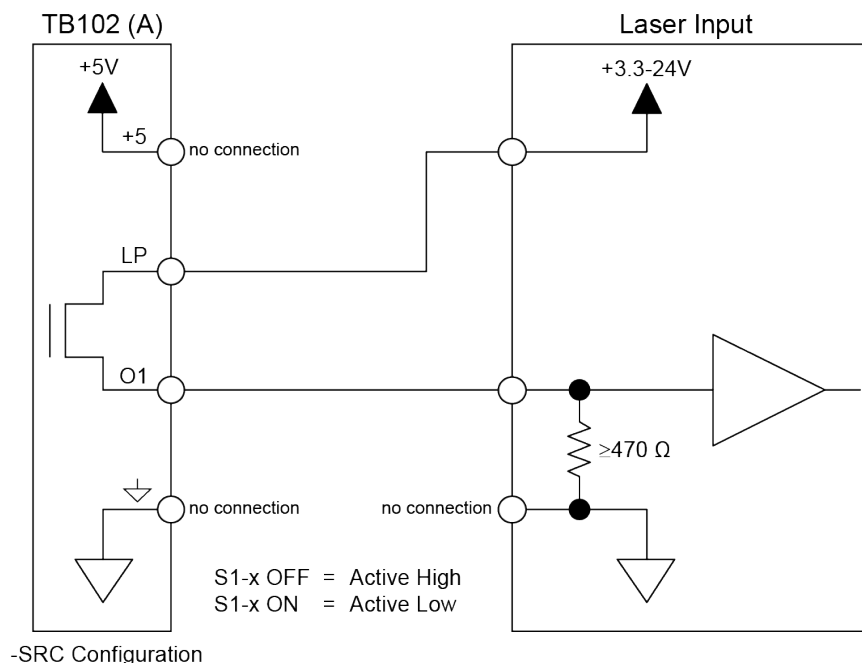 TB102 (A)
Laser Input
+5V
+3.3-24V
+5
no connection
LP
O1
≥470 Ω
no connection
no connection
S1-x OFF = Active High
S1-x ON = Active Low
-SRC Configuration